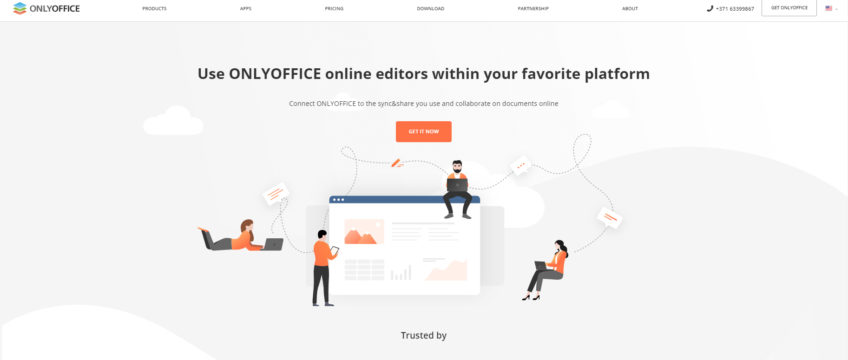 ONLYOFFICE
PRODUCTS
APPS
PRICING
DOWNLOAD
PARTNERSHIP
ABOUT
+371 63399867
GET ONLYOFFICE
Use ONLYOFFICE online editors within your favorite platform
Connect ONLYOFFICE to the sync&share you use and collaborate on documents online
GET IT NOW
Trusted by